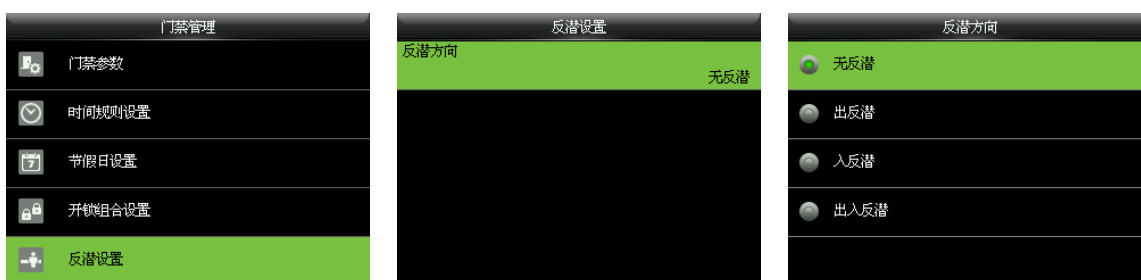 门禁管理
门禁参数
时间规则设置
7
节假日设置
开锁组合设置
反潜设置
反潜设置
反潜方向
无反潜
反潜方向
无反潜
出反潜
入反潜
出入反潜